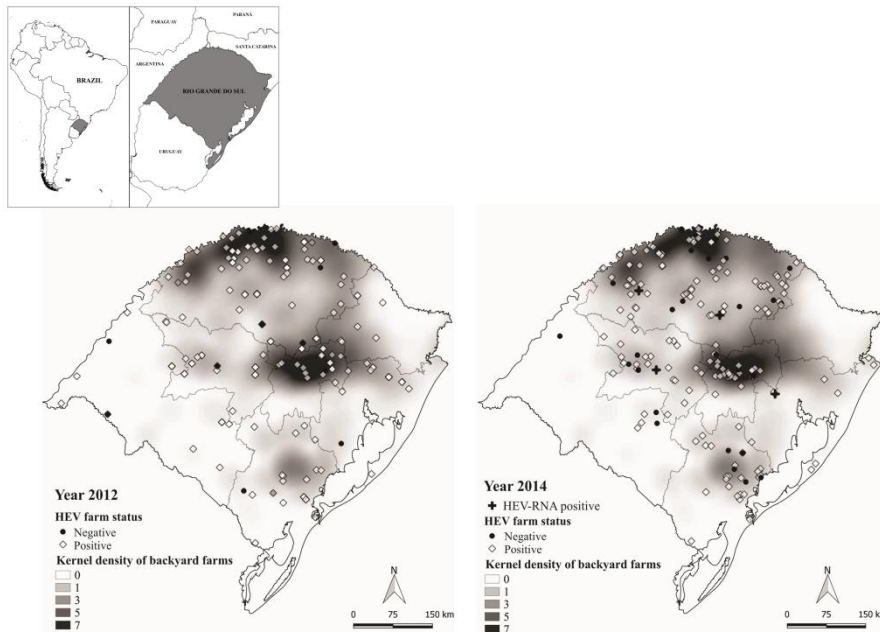 BRAZIL
PARAGUAY
PARANÁ
SANTA CATARINA
ARGENTINA
RIO GRANDE DO SUL
URUGUAY
Year 2012
HEV farm status
Negative
Positive
Kernel density of backyard farms
0
1
3
5
7
N
0 75 150 km
Year 2014
HEV-RNA positive
HEV farm status
Negative
Positive
Kernel density of backyard farms
0
1
3
5
7
N
0 75 150 k